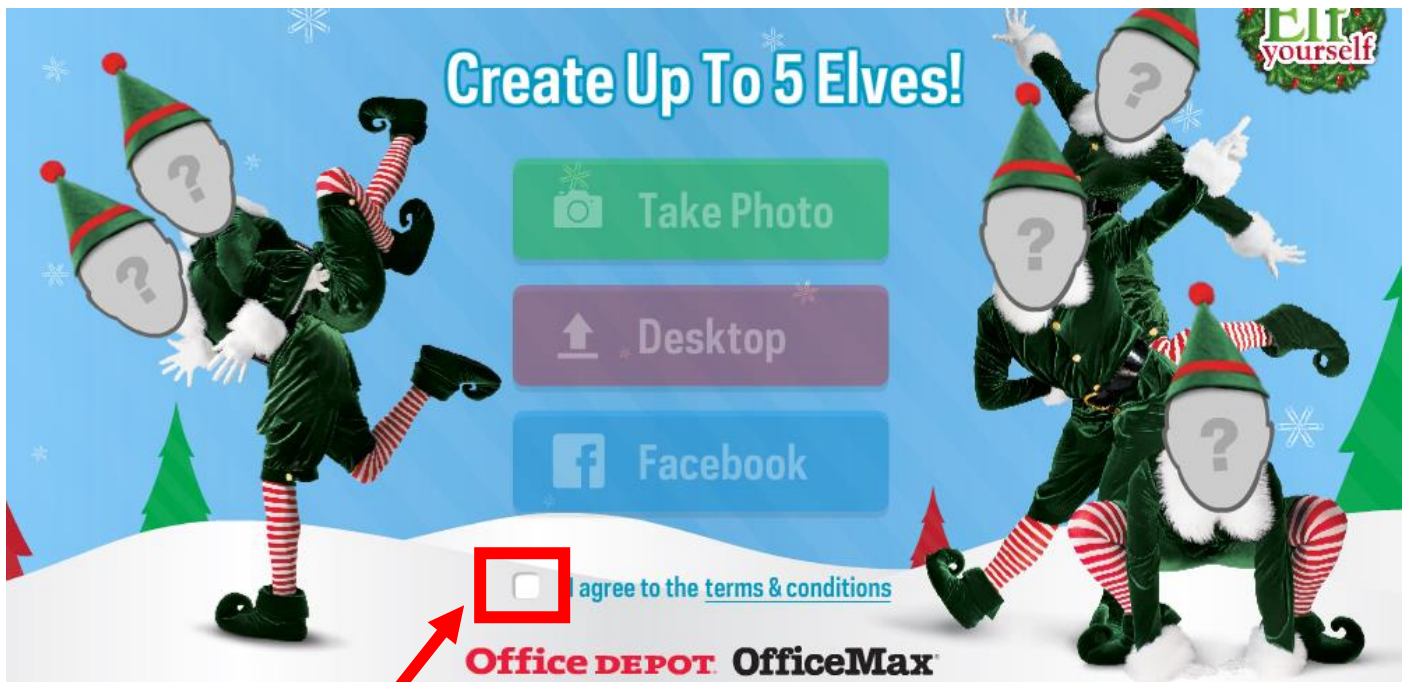 Elf
yourself
Create Up To 5 Elves!
?
?
?
?
?
Take Photo
Desktop
f Facebook
I agree to the terms & conditions
Office DEPOT OfficeMax